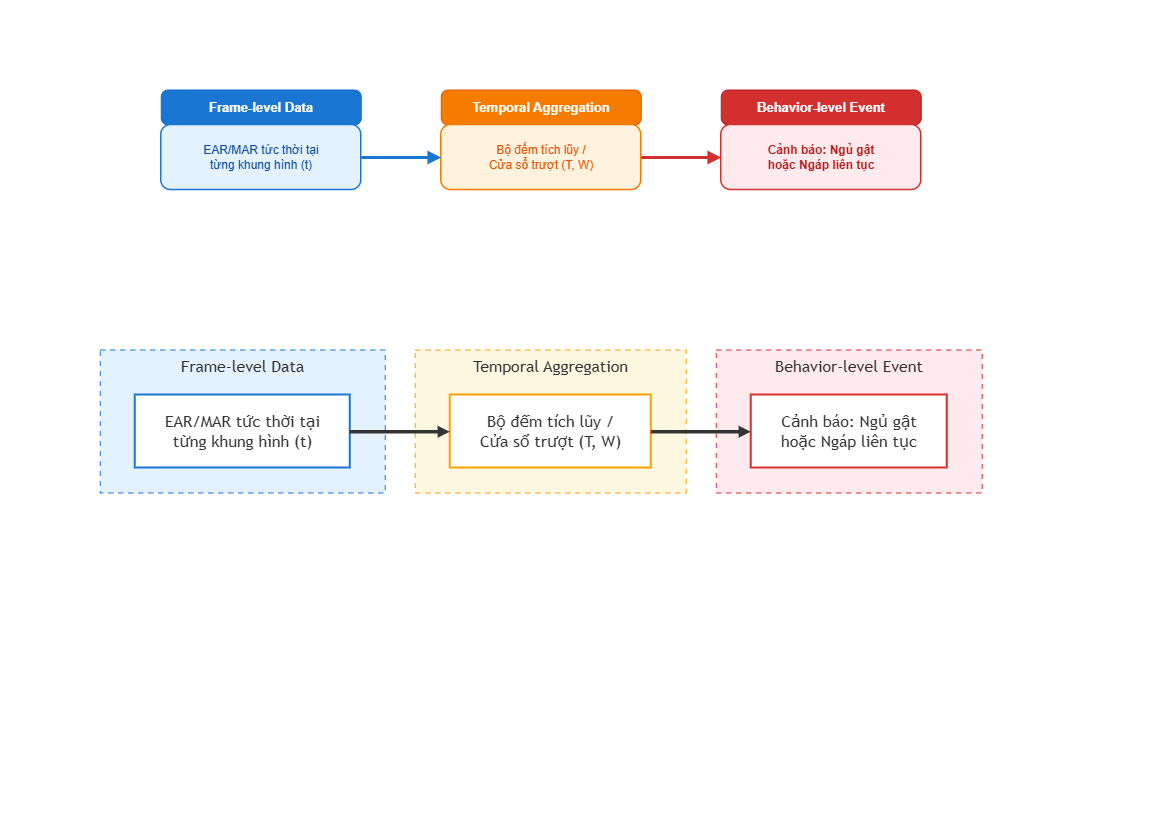 Frame-level Data
EAR/MAR tức thời tại
từng khung hình (t)
Temporal Aggregation
Bộ đếm tích lũy /
Cửa sổ trượt (T, W)
Behavior-level Event
Cảnh báo: Ngủ gật
hoặc Ngáp liên tục
Frame-level Data
EAR/MAR tức thời tại
từng khung hình (t)
Temporal Aggregation
Bộ đếm tích lũy /
Cửa sổ trượt (T, W)
Behavior-level Event
Cảnh báo: Ngủ gật
hoặc Ngáp liên tục